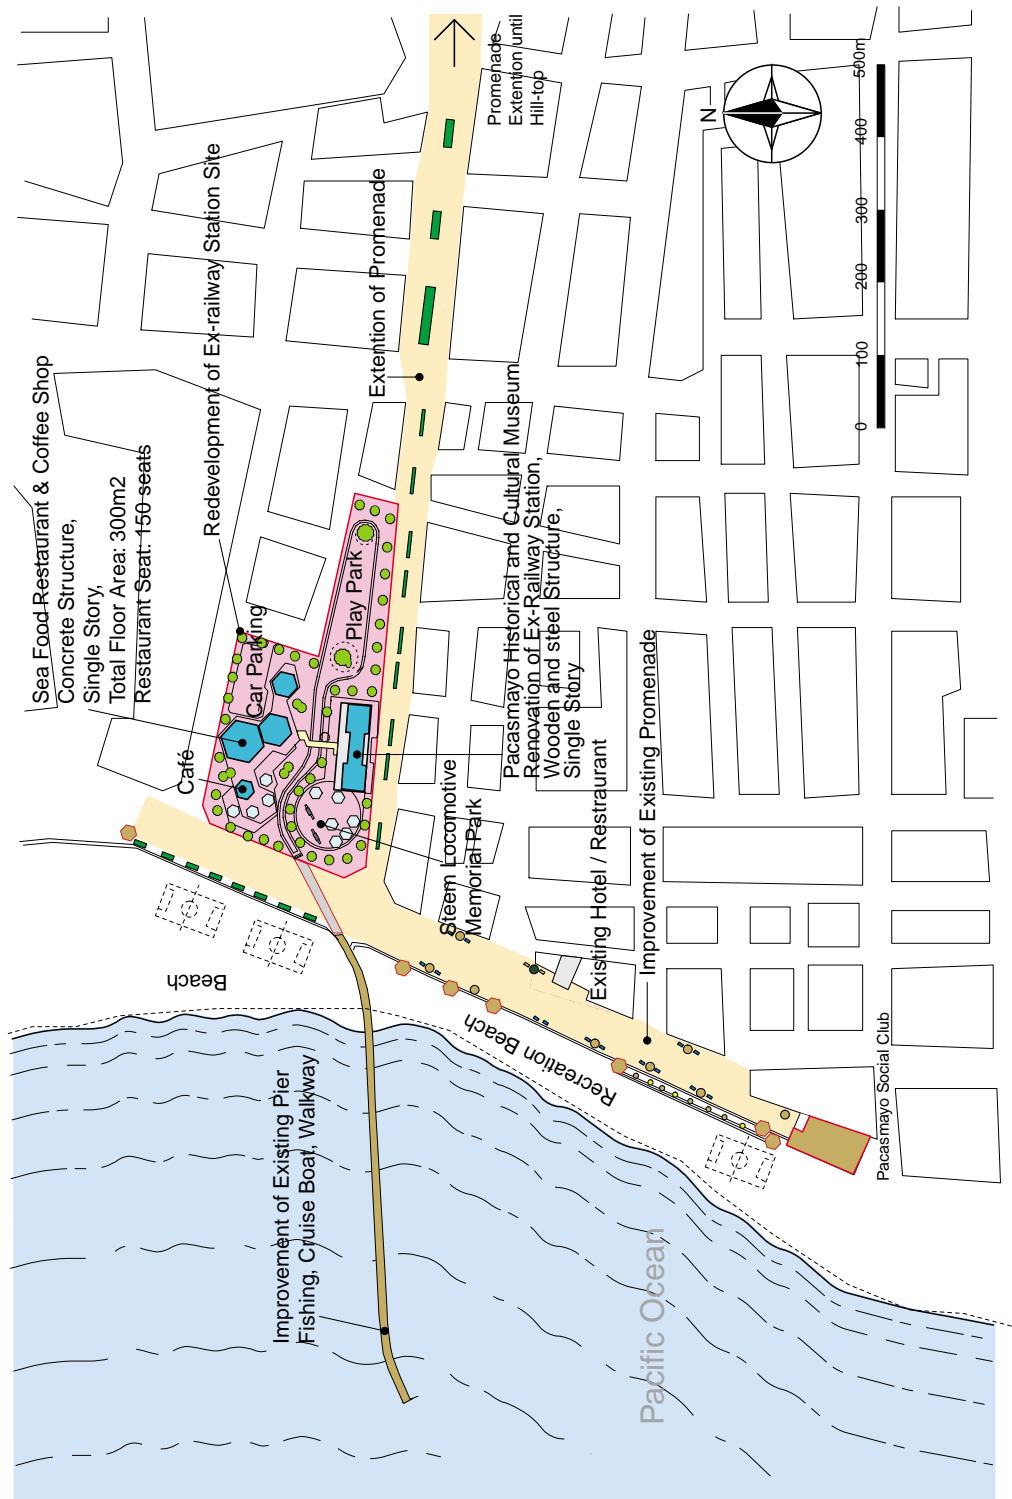 Sea Food Restaurant & Coffee Shop
Concrete Structure,
Single Story,
Total Floor Area: 300m2
Restaurant Seat: 150 seats
Café
Redevelopment of Ex-railway Station Site
Car Parking
Play Park
Extention of Promenade
Promenade
Extention until
Hill-top
Pacasmayo Historical and Cultural Museum
Renovation of Ex-Railway Station,
Wooden and steel Structure,
Single Story
Steem Locomotive
Memorial Park
Existing Hotel / Restraurant
Improvement of Existing Promenade
Beach
Recreation Beach
Improvement of Existing Pier
Fishing, Cruise Boat, Walkway
Pacific Ocean
Pacasmayo Social Club
N
0 100 200 300 400 500m